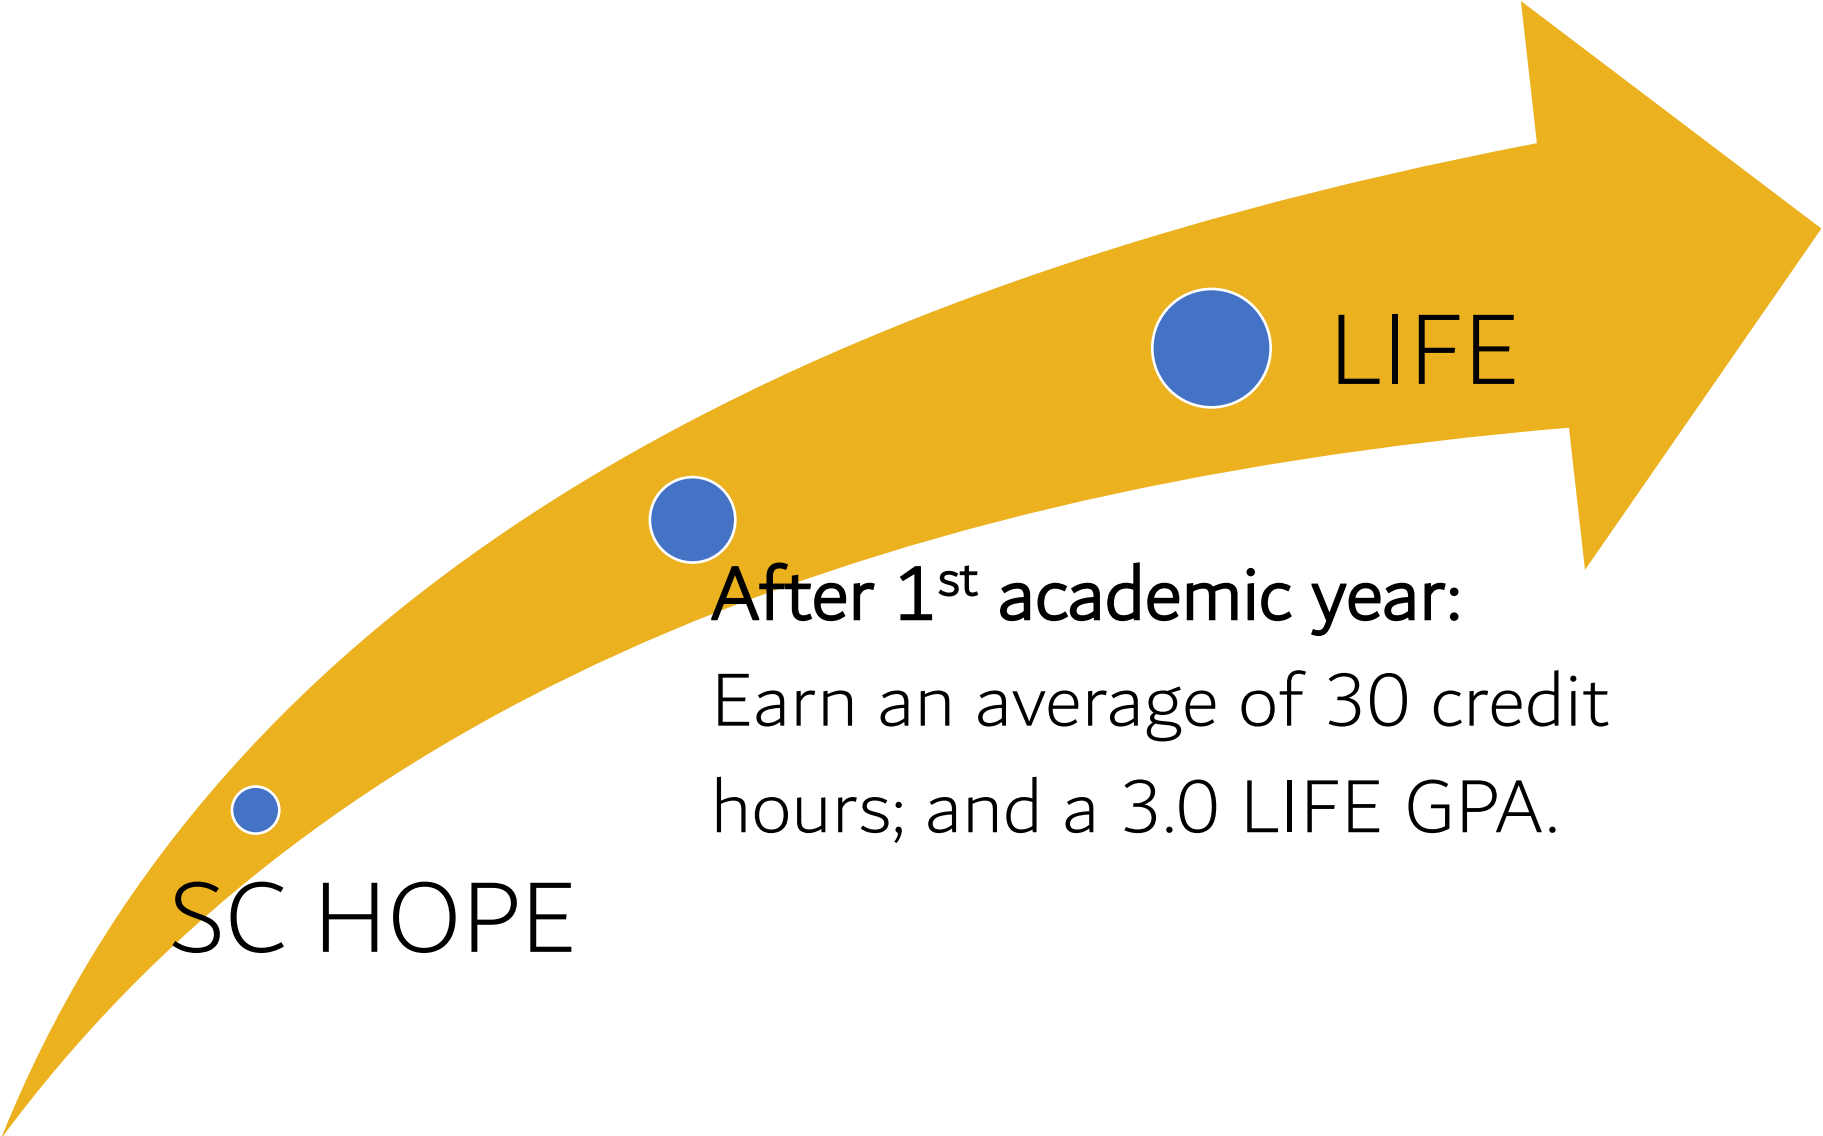 LIFE
After 1st academic year:
Earn an average of 30 credit
hours; and a 3.0 LIFE GPA.
SC HOPE